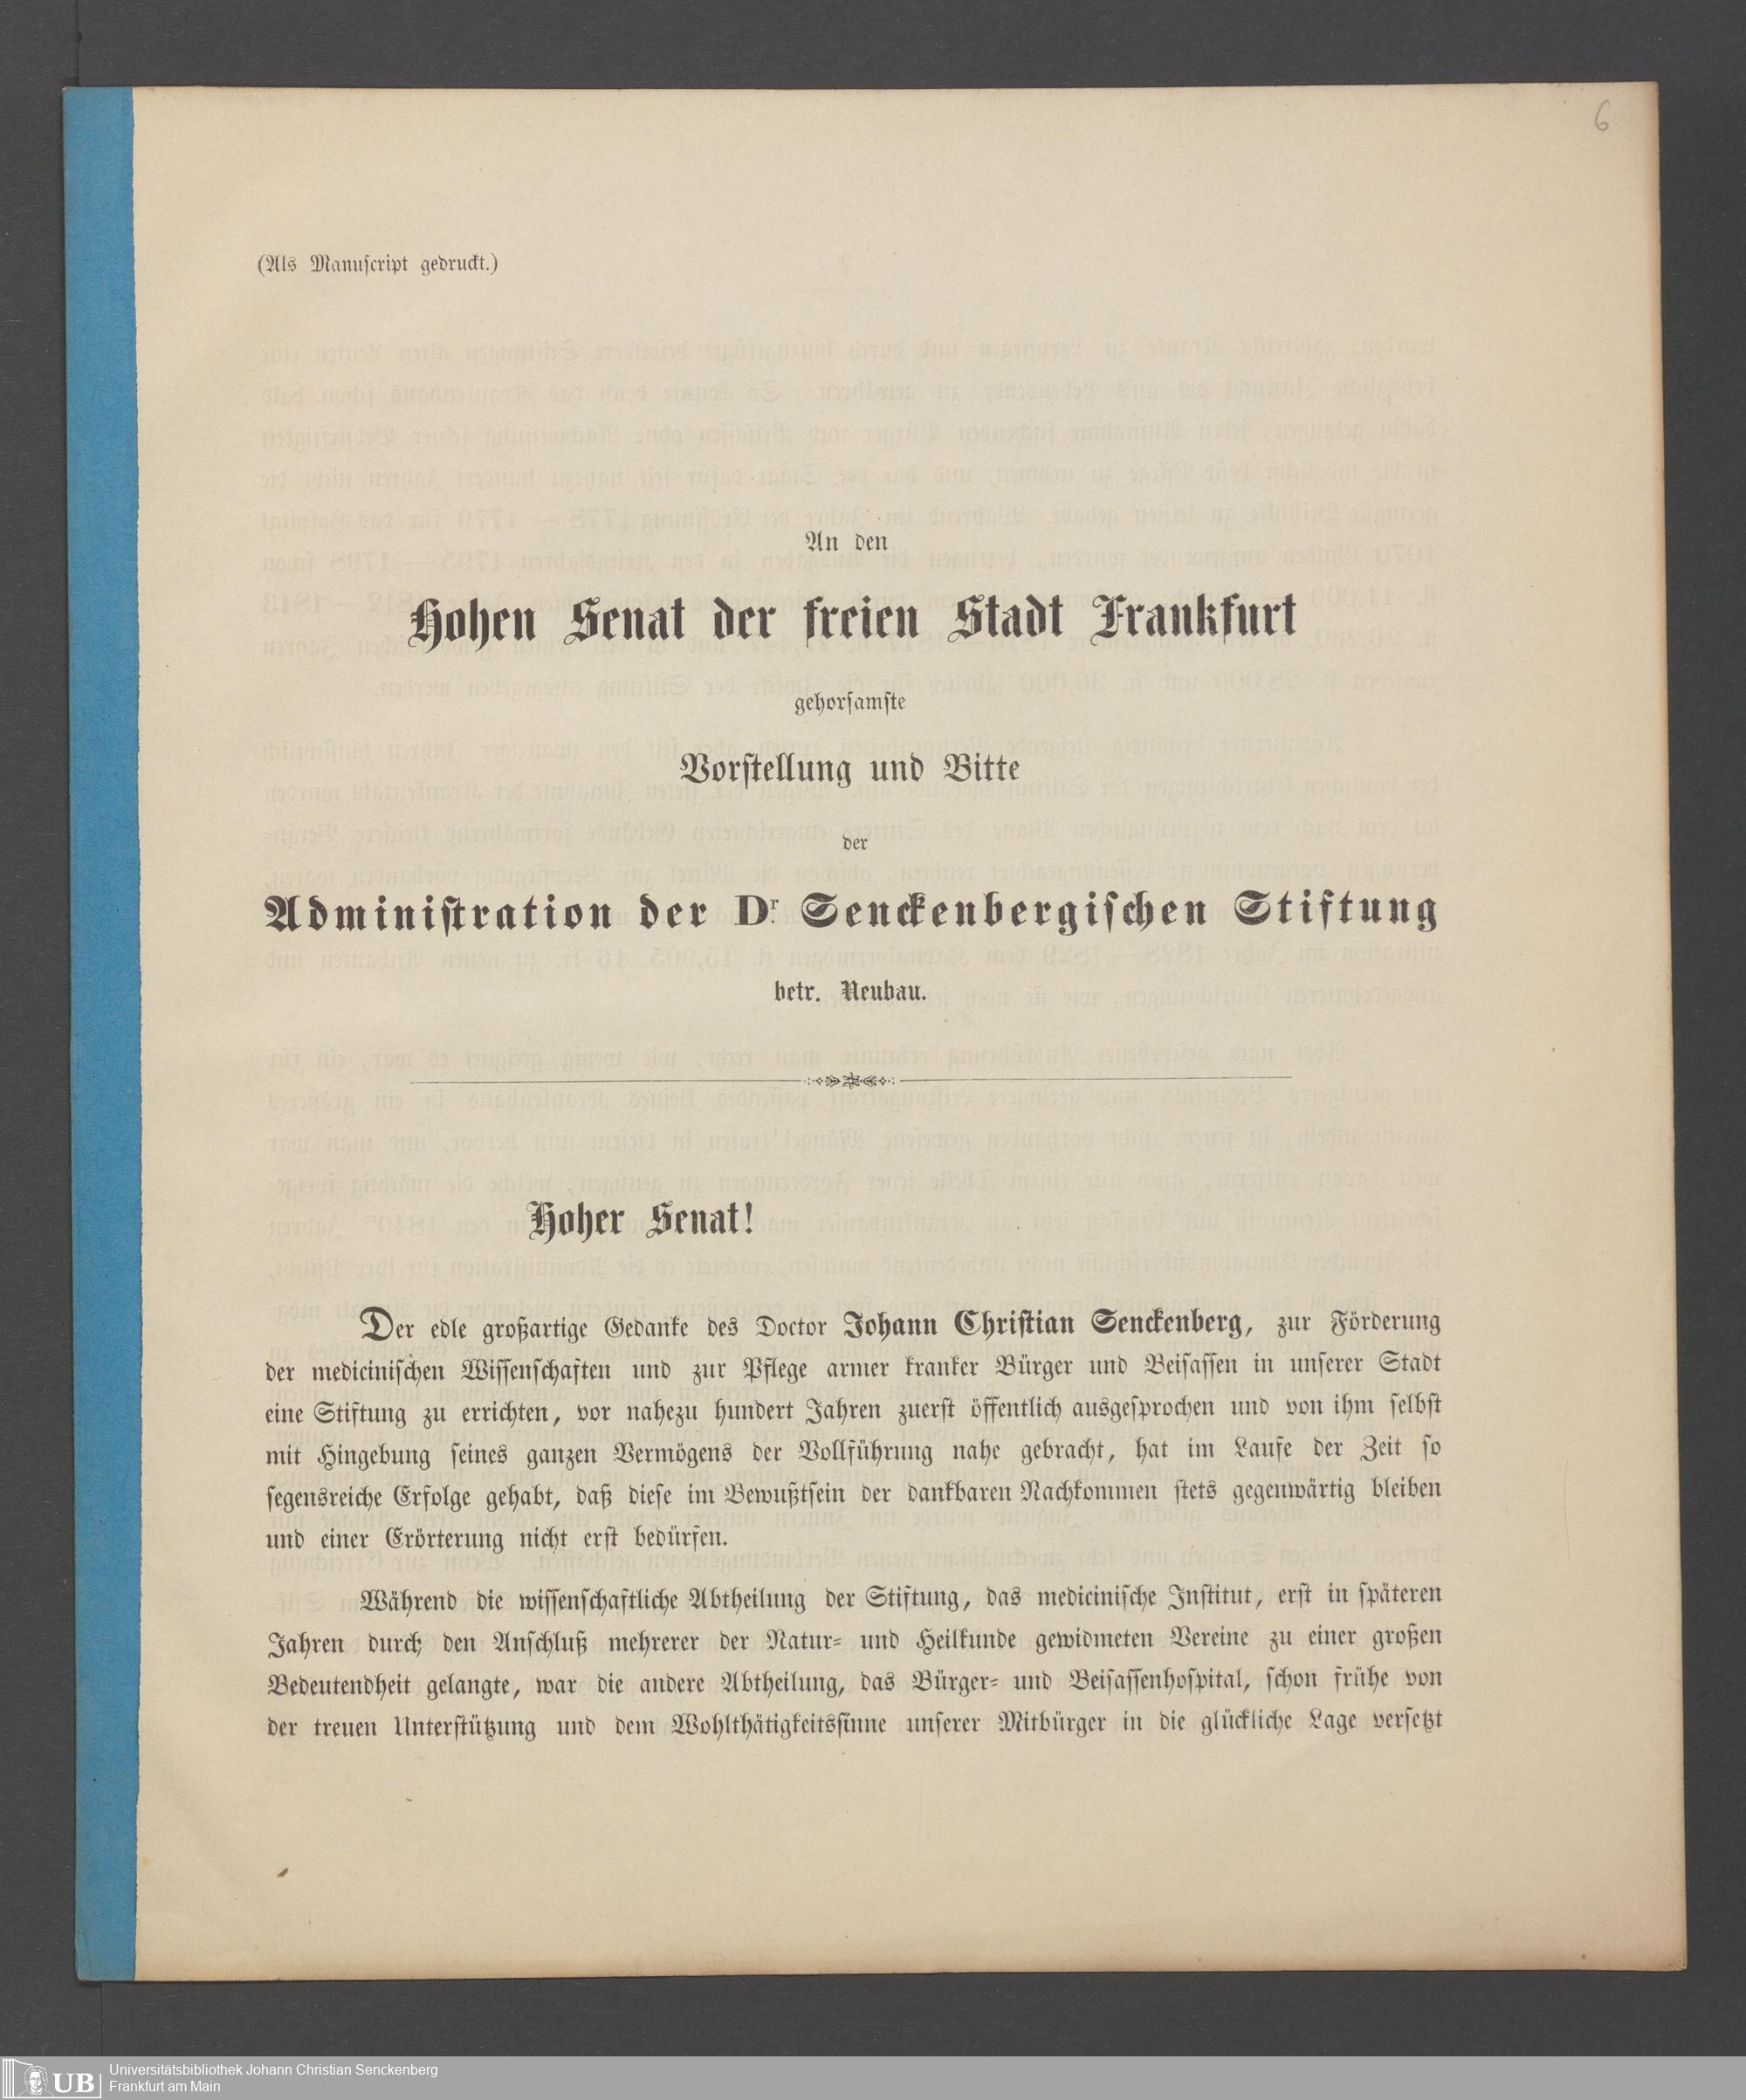 6
(Als Manuſcript gedruckt.)
An den
Hohen Senat der freien Stadt Frankfurt
gehorſamſte
Vorſtellung und Bitte
der
Adminiſtration der Dr. Senckenbergiſchen Stiftung
betr. Neubau.
Hoher Senat!
Der edle großartige Gedanke des Doctor Johann Chriſtian Senckenberg, zur Förderung
der mediciniſchen Wiſſenſchaften und zur Pflege armer kranker Bürger und Beiſaſſen in unſerer Stadt
eine Stiftung zu errichten, vor nahezu hundert Jahren zuerſt öffentlich ausgeſprochen und von ihm ſelbſt
mit Hingebung ſeines ganzen Vermögens der Vollführung nahe gebracht, hat im Laufe der Zeit ſo
ſegensreiche Erfolge gehabt, daß dieſe im Bewußtſein der dankbaren Nachkommen ſtets gegenwärtig bleiben
und einer Erörterung nicht erſt bedürfen.
Während die wiſſenſchaftliche Abtheilung der Stiftung, das mediciniſche Inſtitut, erſt in ſpäteren
Jahren durch den Anſchluß mehrerer der Natur- und Heilkunde gewidmeten Vereine zu einer großen
Bedeutendheit gelangte, war die andere Abtheilung, das Bürger- und Beiſaſſenhoſpital, ſchon frühe von
der treuen Unterſtützung und dem Wohlthätigkeitsſinne unſerer Mitbürger in die glückliche Lage verſetzt
UB
Universitätsbibliothek Johann Christian Senckenberg
Frankfurt am Main